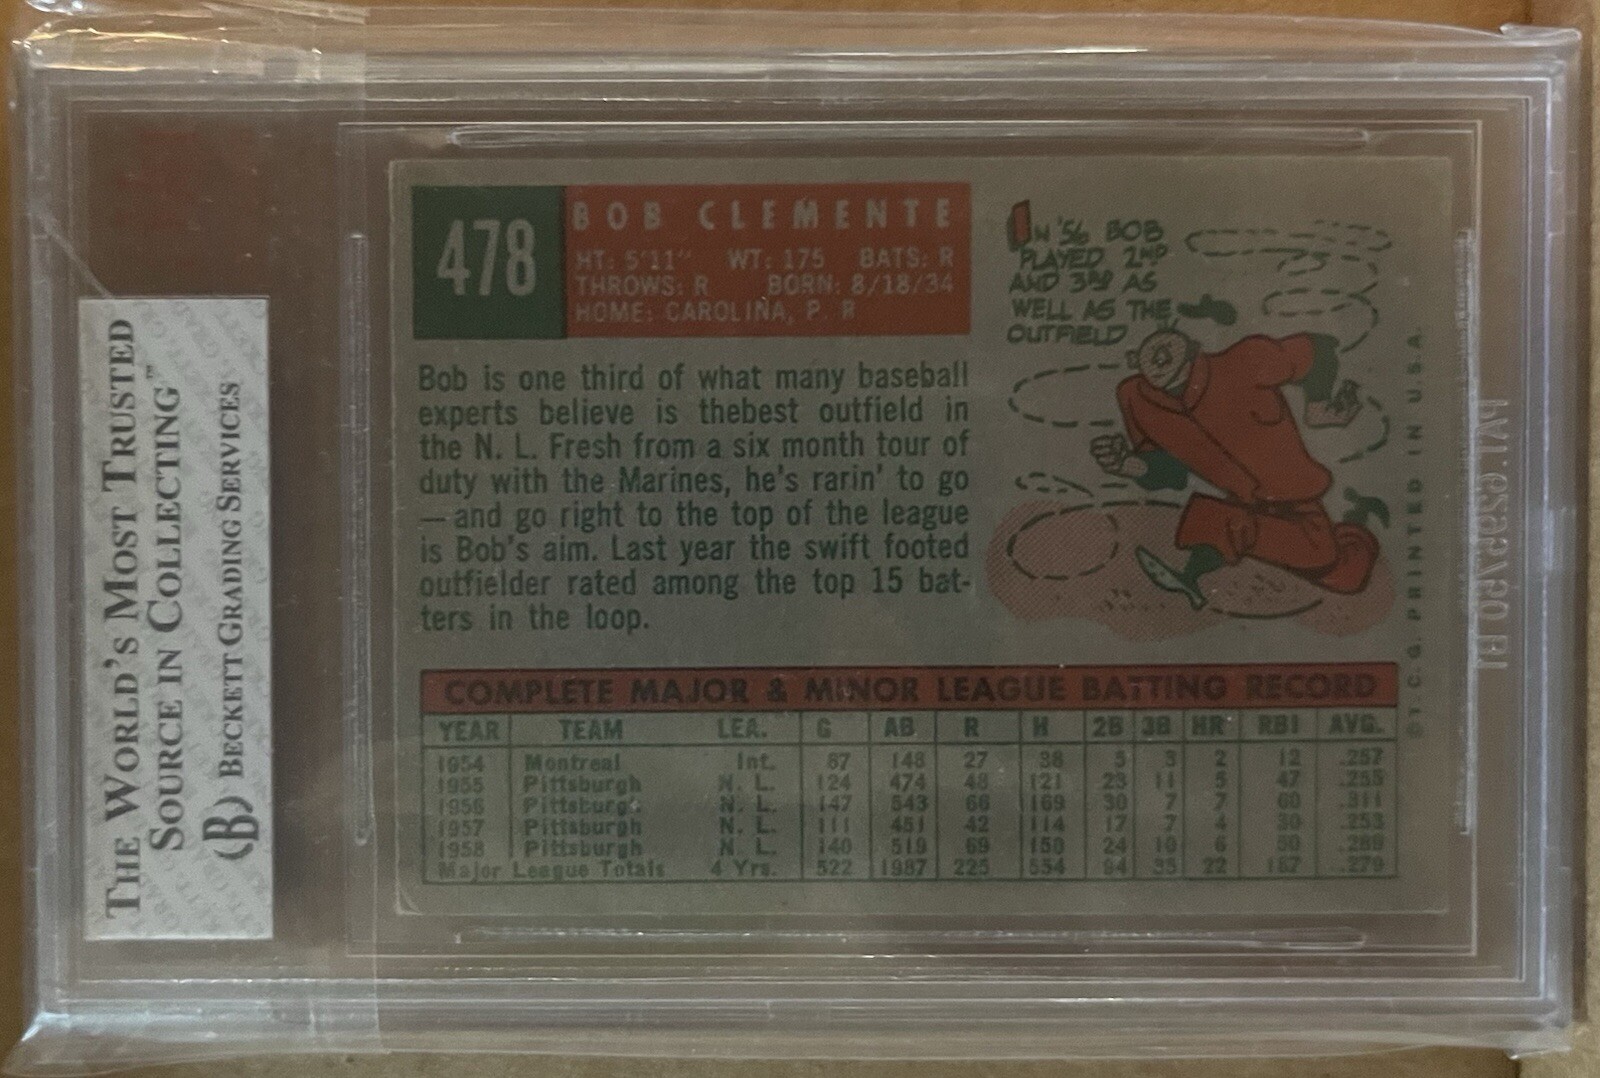 THE WORLD'S MOST TRUSTED
SOURCE IN COLLECTING™
(B) BECKETT GRADING SERVICES
478
BOB CLEMENTE
HT: 5'11" WT: 175 BATS: R
THROWS: R BORN: 8/18/34
HOME: CAROLINA, P. R
IN '56 BOB
PLAYED 2ND
AND 3RD AS
WELL AS THE
OUTFIELD
Bob is one third of what many baseball
experts believe is thebest outfield in
the N. L. Fresh from a six month tour of
duty with the Marines, he's rarin' to go
—and go right to the top of the league
is Bob's aim. Last year the swift footed
outfielder rated among the top 15 bat-
ters in the loop.
COMPLETE MAJOR & MINOR LEAGUE BATTING RECORD
YEAR TEAM LEA. G AB R H 2B 3B HR RBI AVG.
1954 Montreal Int. 87 148 27 38 5 3 2 12 .257
1955 Pittsburgh N. L. 124 474 48 121 23 11 5 47 .255
1956 Pittsburgh N. L. 147 543 66 169 30 7 7 60 .311
1957 Pittsburgh N. L. 111 451 42 114 17 7 4 30 .253
1958 Pittsburgh N. L. 140 519 69 150 24 10 6 50 .289
Major League Totals 4 Yrs. 522 1987 225 554 94 35 22 187 .279
© T. C. G. PRINTED IN U.S.A.